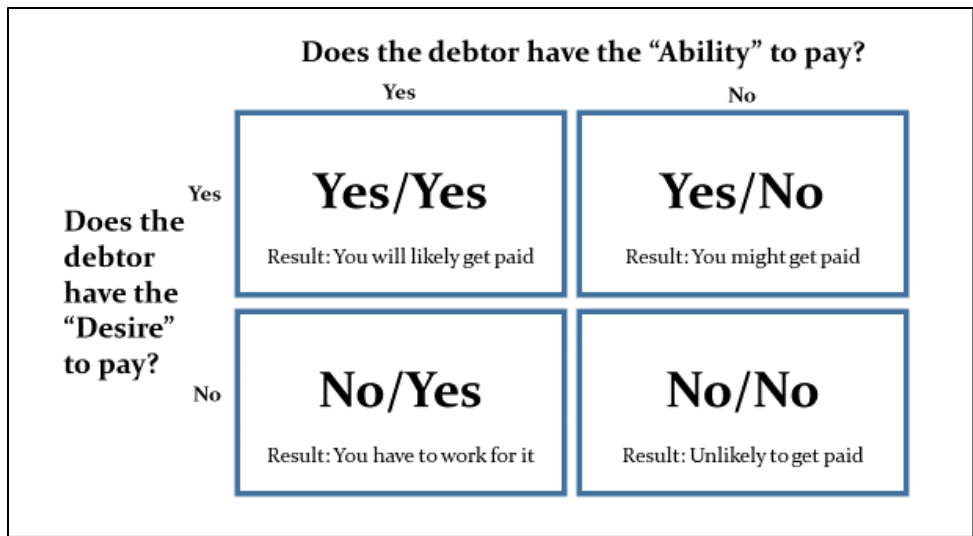 Does the debtor have the “Ability” to pay?
Yes
No
Yes
Does the
debtor
have the
“Desire”
to pay?
No
Yes/Yes
Result: You will likely get paid
Yes/No
Result: You might get paid
No/Yes
Result: You have to work for it
No/No
Result: Unlikely to get paid